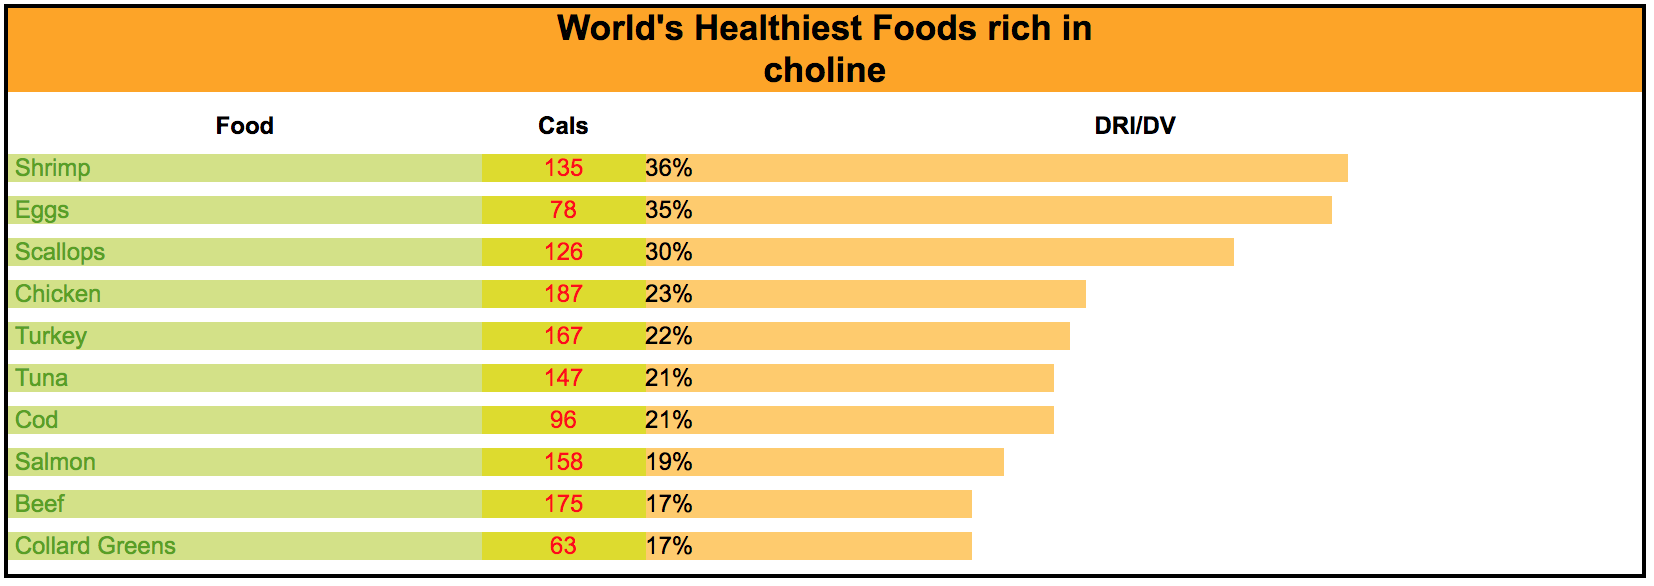 World's Healthiest Foods rich in
choline
Food Cals DRI/DV
Shrimp 135 36%
Eggs 78 35%
Scallops 126 30%
Chicken 187 23%
Turkey 167 22%
Tuna 147 21%
Cod 96 21%
Salmon 158 19%
Beef 175 17%
Collard Greens 63 17%